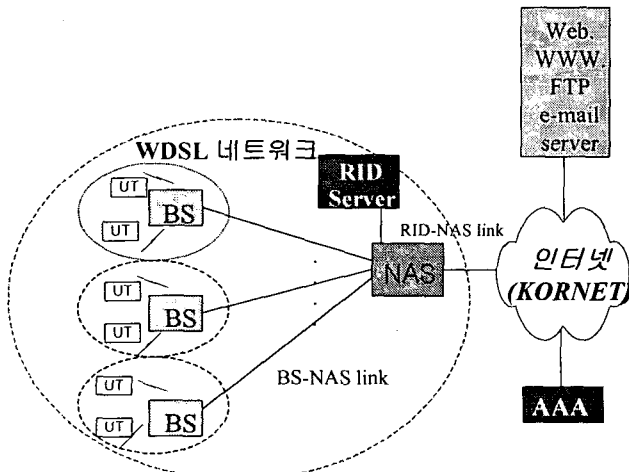 Web.
WWW.
FTP
e-mail
server
WDSL 네트워크
RID
Server
UT
BS
UT
RID-NAS link
NAS
인터넷
(KORNET)
UT
BS
UT
BS-NAS link
UT
BS
UT
AAA